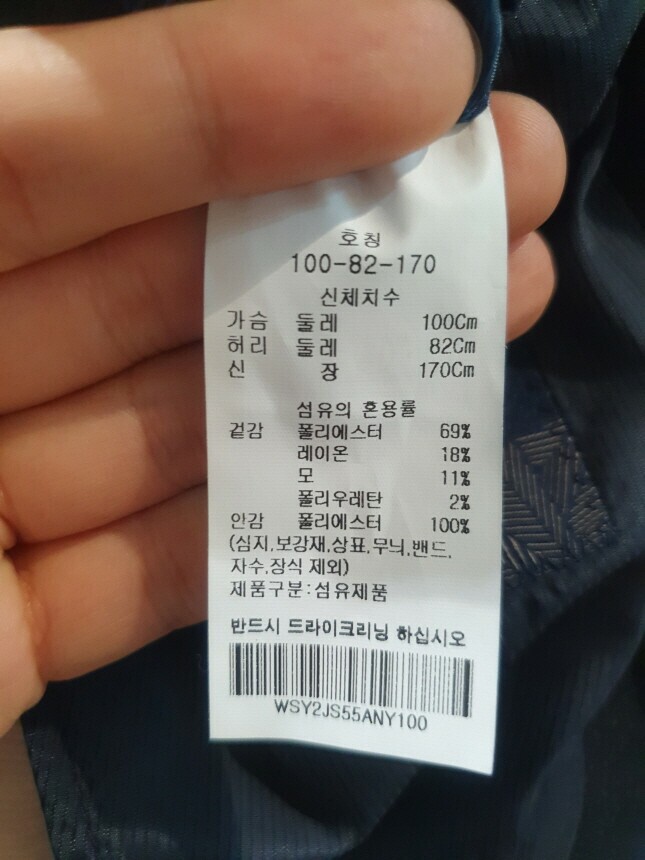 호칭
100-82-170
신체치수
가슴 둘레 100Cm
허리 둘레 82Cm
신 장 170Cm
섬유의 혼용률
겉감 폴리에스터 69%
레이온 18%
모 11%
폴리우레탄 2%
안감 폴리에스터 100%
(심지,보강재,상표,무늬,밴드,
자수,장식 제외)
제품구분:섬유제품
반드시 드라이크리닝 하십시오
WSY2JS55ANY100